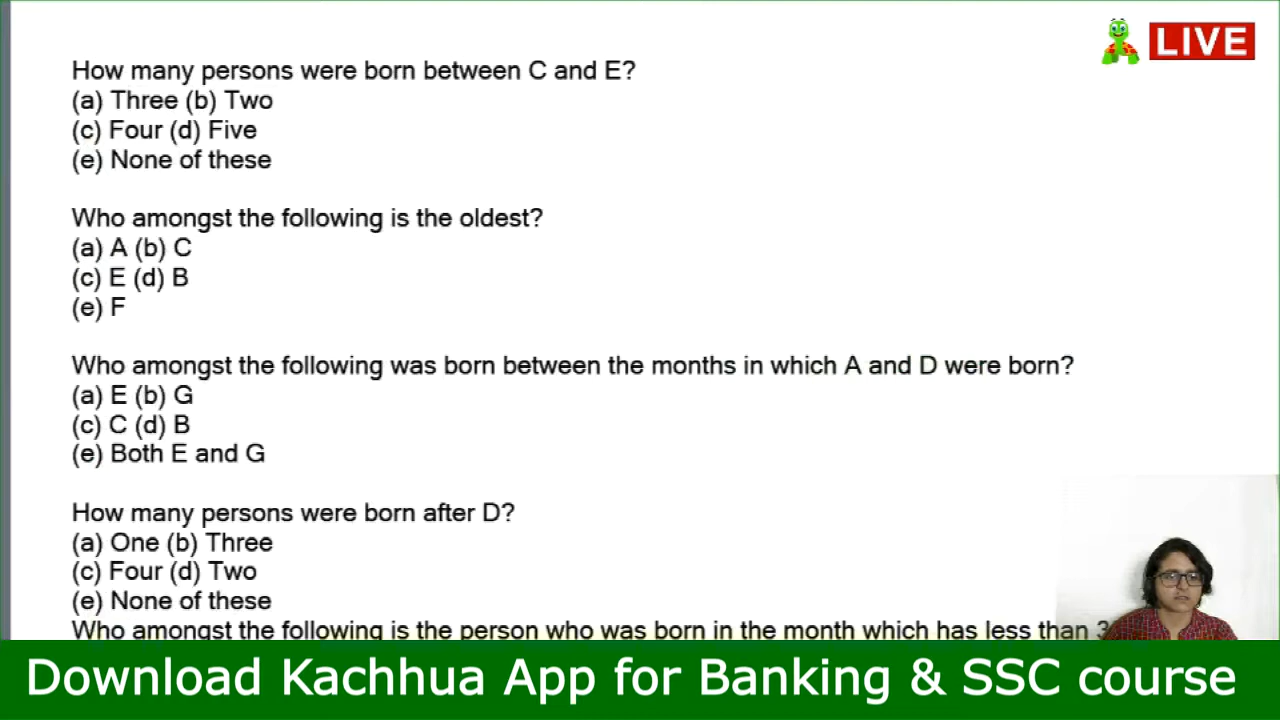 LIVE
How many persons were born between C and E?
(a) Three (b) Two
(c) Four (d) Five
(e) None of these
Who amongst the following is the oldest?
(a) A (b) C
(c) E (d) B
(e) F
Who amongst the following was born between the months in which A and D were born?
(a) E (b) G
(c) C (d) B
(e) Both E and G
How many persons were born after D?
(a) One (b) Three
(c) Four (d) Two
(e) None of these
Who amongst the following is the person who was born in the month which has less than
Download Kachhua App for Banking & SSC course